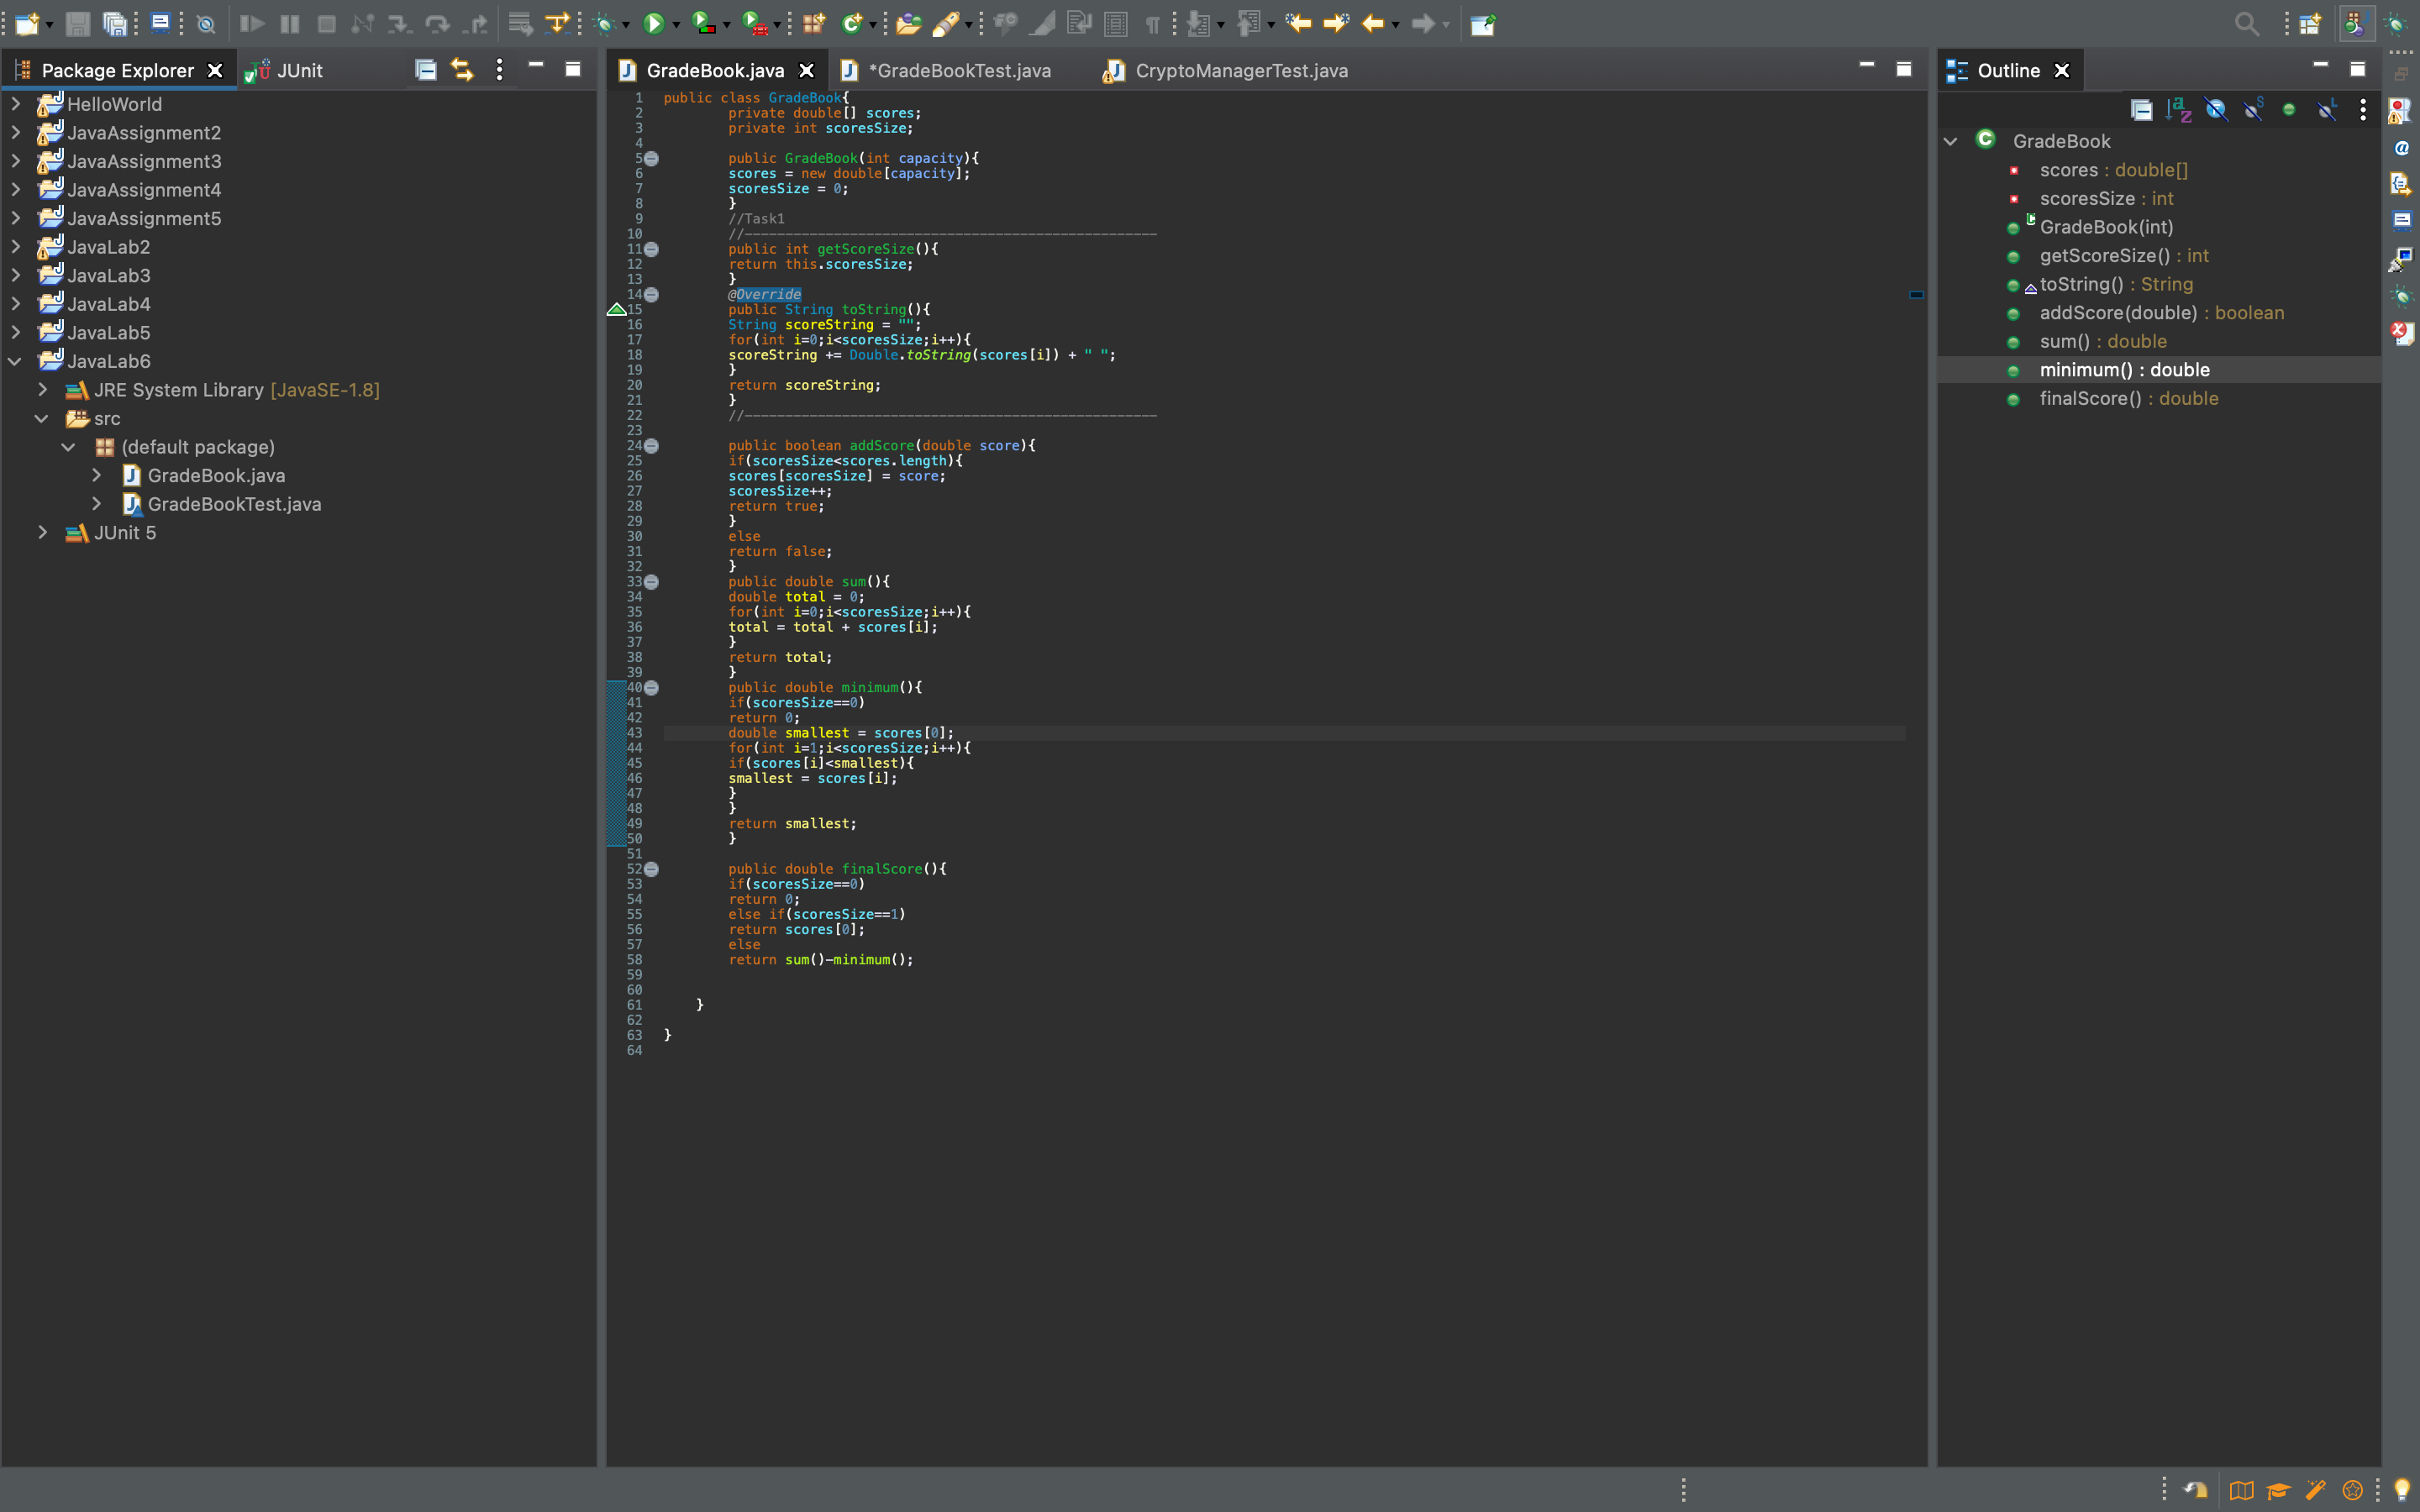 Package Explorer
JUnit
HelloWorld
JavaAssignment2
JavaAssignment3
JavaAssignment4
JavaAssignment5
JavaLab2
JavaLab3
JavaLab4
JavaLab5
JavaLab6
JRE System Library [JavaSE-1.8]
src
(default package)
GradeBook.java
GradeBookTest.java
JUnit 5
GradeBook.java
*GradeBookTest.java
CryptoManagerTest.java
1 public class GradeBook{
2 private double[] scores;
3 private int scoresSize;
4
5 public GradeBook(int capacity){
6 scores = new double[capacity];
7 scoresSize = 0;
8 }
9 //Task1
10 //---------------------------------------------------
11 public int getScoreSize(){
12 return this.scoresSize;
13 }
14 @Override
15 public String toString(){
16 String scoreString = "";
17 for(int i=0;i<scoresSize;i++){
18 scoreString += Double.toString(scores[i]) + " ";
19 }
20 return scoreString;
21 }
22 //---------------------------------------------------
23
24 public boolean addScore(double score){
25 if(scoresSize<scores.length){
26 scores[scoresSize] = score;
27 scoresSize++;
28 return true;
29 }
30 else
31 return false;
32 }
33 public double sum(){
34 double total = 0;
35 for(int i=0;i<scoresSize;i++){
36 total = total + scores[i];
37 }
38 return total;
39 }
40 public double minimum(){
41 if(scoresSize==0)
42 return 0;
43 double smallest = scores[0];
44 for(int i=1;i<scoresSize;i++){
45 if(scores[i]<smallest){
46 smallest = scores[i];
47 }
48 }
49 return smallest;
50 }
51
52 public double finalScore(){
53 if(scoresSize==0)
54 return 0;
55 else if(scoresSize==1)
56 return scores[0];
57 else
58 return sum()-minimum();
59
60
61 }
62
63 }
64
Outline
GradeBook
scores : double[]
scoresSize : int
GradeBook(int)
getScoreSize() : int
toString() : String
addScore(double) : boolean
sum() : double
minimum() : double
finalScore() : double